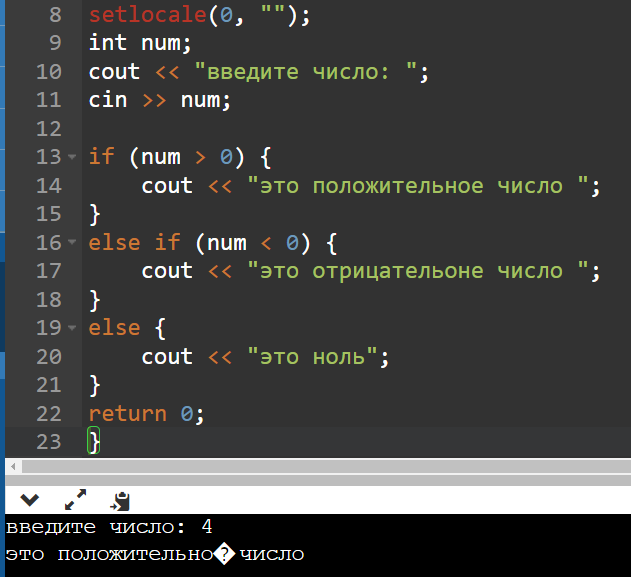 8 setlocale(0, "");
9 int num;
10 cout << "введите число: ";
11 cin >> num;
12
13 if (num > 0) {
14 cout << "это положительное число ";
15 }
16 else if (num < 0) {
17 cout << "это отрицательоне число ";
18 }
19 else {
20 cout << "это ноль";
21 }
22 return 0;
23 }
введите число: 4
это положительно�число